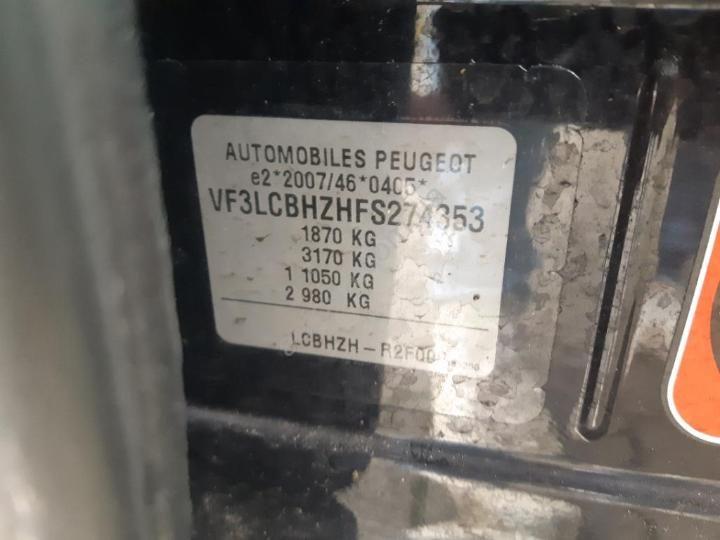 AUTOMOBILES PEUGEOT
e2*2007/46*0405*
VF3LCBHZHFS274353
1870 KG
3170 KG
1 1050 KG
2 980 KG
LCBHZH-R2F00